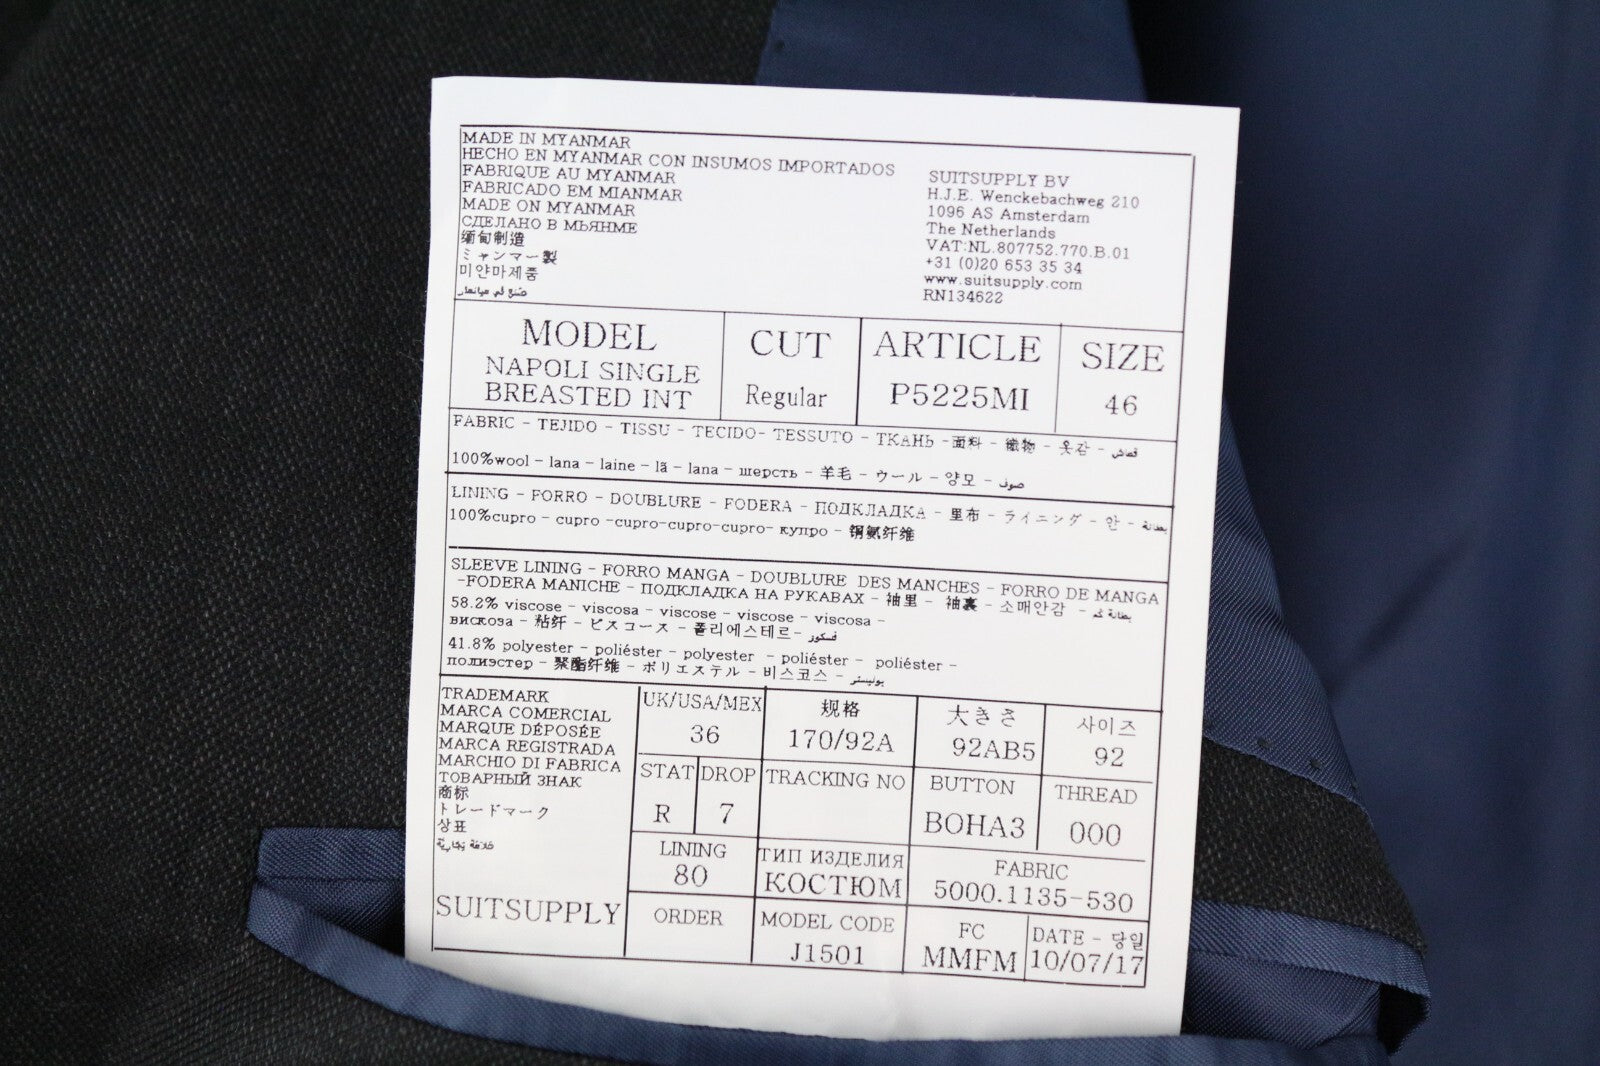 MADE IN MYANMAR
HECHO EN MYANMAR CON INSUMOS IMPORTADOS
FABRIQUE AU MYANMAR
FABRICADO EM MIANMAR
MADE ON MYANMAR
СДЕЛАНО В МЬЯНМЕ
缅甸制造
ミャンマー製
미얀마제품
صنع في ميانمار
SUITSUPPLY BV
H.J.E. Wenckebachweg 210
1096 AS Amsterdam
The Netherlands
VAT:NL.807752.770.B.01
+31 (0)20 653 35 34
www.suitsupply.com
RN134622
MODEL
NAPOLI SINGLE
BREASTED INT
CUT
Regular
ARTICLE
P5225MI
SIZE
46
FABRIC - TEJIDO - TISSU - TECIDO- TESSUTO - ТКАНЬ -面料 - 織物 - 옷감 - قماش
100%wool - lana - laine - lã - lana - шерсть - 羊毛 - ウール - 양모 - صوف
LINING - FORRO - DOUBLURE - FODERA - ПОДКЛАДКА - 里布 - ライニング - 안 - بطانة
100%cupro - cupro -cupro-cupro-cupro- купро - 铜氨纤维
SLEEVE LINING - FORRO MANGA - DOUBLURE DES MANCHES - FORRO DE MANGA
-FODERA MANICHE - ПОДКЛАДКА НА РУКАВАХ - 袖里 - 袖裏 - 소매안감 - بطانة كم
58.2% viscose - viscosa - viscose - viscose - viscosa -
вискоза - 粘纤 - ビスコース - 폴리에스테르- فسكوز
41.8% polyester - poliéster - polyester - poliéster - poliéster -
полиэстер - 聚酯纤维 - ポリエステル - 비스코스 -
TRADEMARK
MARCA COMERCIAL
MARQUE DÉPOSÉE
MARCA REGISTRADA
MARCHIO DI FABRICA
ТОВАРНЫЙ ЗНАК
商标
トレードマーク
상표
SUITSUPPLY
UK/USA/MEX
36
规格
170/92A
大きさ
92AB5
사이즈
92
STAT
R
DROP
7
TRACKING NO
BUTTON
BOHA3
THREAD
000
LINING
80
ТИП ИЗДЕЛИЯ
КОСТЮМ
FABRIC
5000.1135-530
ORDER
MODEL CODE
J1501
FC
MMFM
DATE - 당일
10/07/17